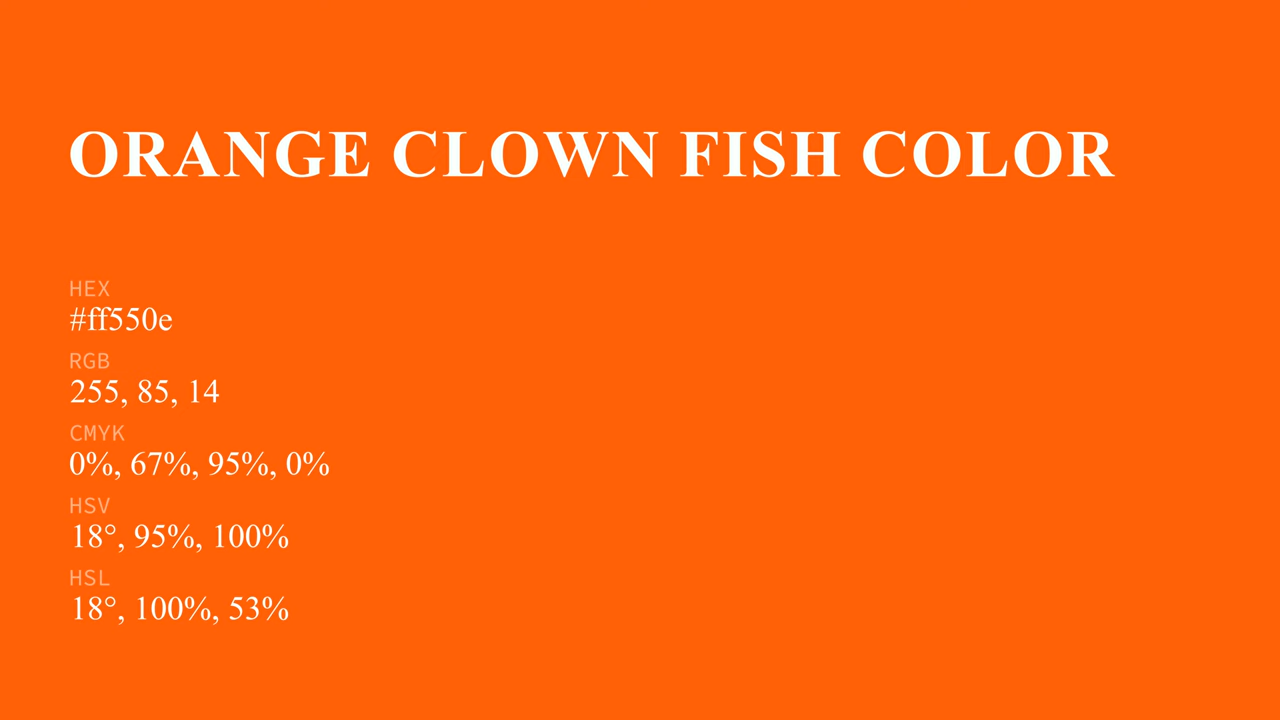 ORANGE CLOWN FISH COLOR
HEX
#ff550e
RGB
255, 85, 14
CMYK
0%, 67%, 95%, 0%
HSV
18°, 95%, 100%
HSL
18°, 100%, 53%